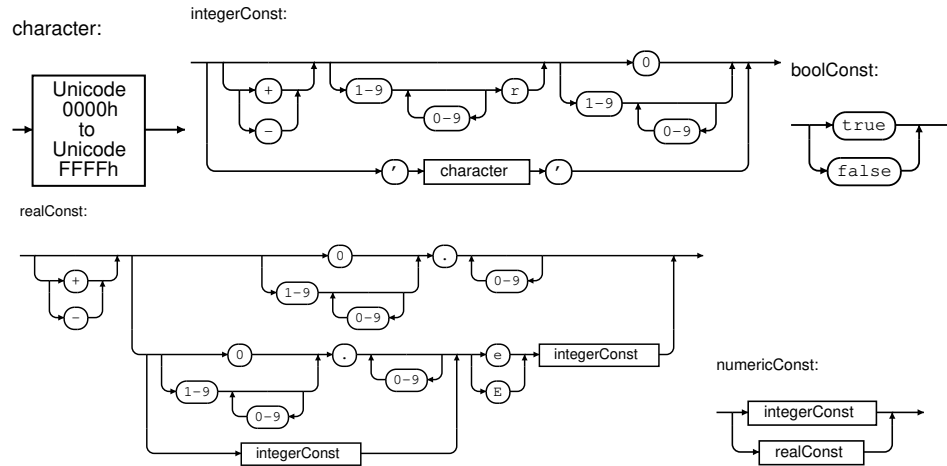 character:
Unicode
0000h
to
Unicode
FFFFh
integerConst:
+
-
1-9
0-9
r
0
1-9
0-9
'
character
'
boolConst:
true
false
realConst:
+
-
0
1-9
0-9
.
0-9
0
1-9
0-9
.
0-9
integerConst
e
E
integerConst
numericConst:
integerConst
realConst